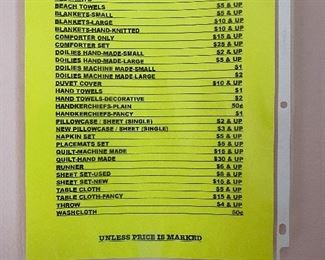 BEACH TOWELS $5 & UP
BLANKETS-SMALL $5 & UP
BLANKETS-LARGE $10 & UP
BLANKETS-HAND-KNITTED $10 & UP
COMFORTER ONLY $15 & UP
COMFORTER SET $25 & UP
DOILIES HAND-MADE-SMALL $2 & UP
DOILIES HAND-MADE-LARGE $5 & UP
DOILIES MACHINE MADE-SMALL $1
DOILIES MACHINE MADE-LARGE $2
DUVET COVER $10 & UP
HAND TOWELS $1
HAND TOWELS-DECORATIVE $2
HANDKERCHIEFS-PLAIN 50¢
HANDKERCHIEFS-FANCY $1
PILLOWCASE / SHEET (SINGLE) $2 & UP
NEW PILLOWCASE / SHEET (SINGLE) $3 & UP
NAPKIN SET $5 & UP
PLACEMATS SET $5 & UP
QUILT-MACHINE MADE $15 & UP
QUILT-HAND MADE $30 & UP
RUNNER $6 & UP
SHEET SET-USED $8 & UP
SHEET SET-NEW $15 & UP
TABLE CLOTH $5 & UP
TABLE CLOTH-FANCY $15 & UP
THROW $4 & UP
WASHCLOTH 50¢
UNLESS PRICE IS MARKED